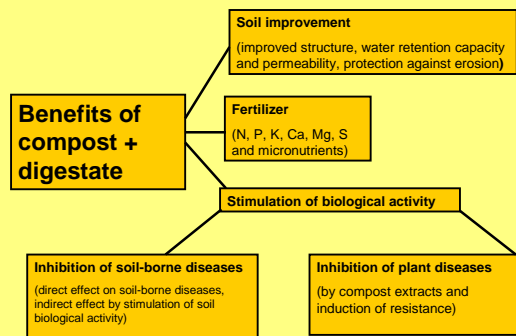 Soil improvement
(improved structure, water retention capacity
and permeability, protection against erosion)
Benefits of
compost +
digestate
Fertilizer
(N, P, K, Ca, Mg, S
and micronutrients)
Stimulation of biological activity
Inhibition of soil-borne diseases
(direct effect on soil-borne diseases,
indirect effect by stimulation of soil
biological activity)
Inhibition of plant diseases
(by compost extracts and
induction of resistance)